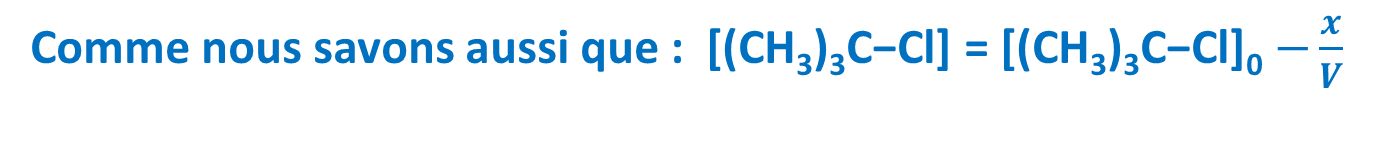 Comme nous savons aussi que : [(CH₃)₃C–Cl] = [(CH₃)₃C–Cl]₀ − x/V